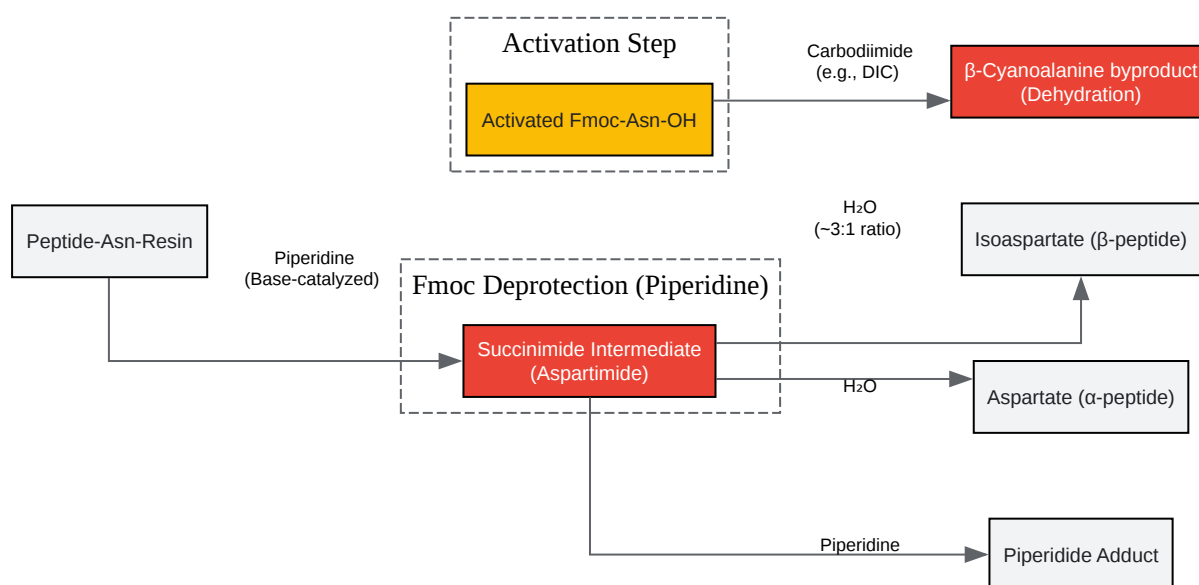 Activation Step
Activated Fmoc-Asn-OH
Carbodiimide
(e.g., DIC)
β-Cyanoalanine byproduct
(Dehydration)
Peptide-Asn-Resin
Piperidine
(Base-catalyzed)
Fmoc Deprotection (Piperidine)
Succinimide Intermediate
(Aspartimide)
H₂O
(~3:1 ratio)
Isoaspartate (β-peptide)
H₂O
Aspartate (α-peptide)
Piperidine
Piperidide Adduct